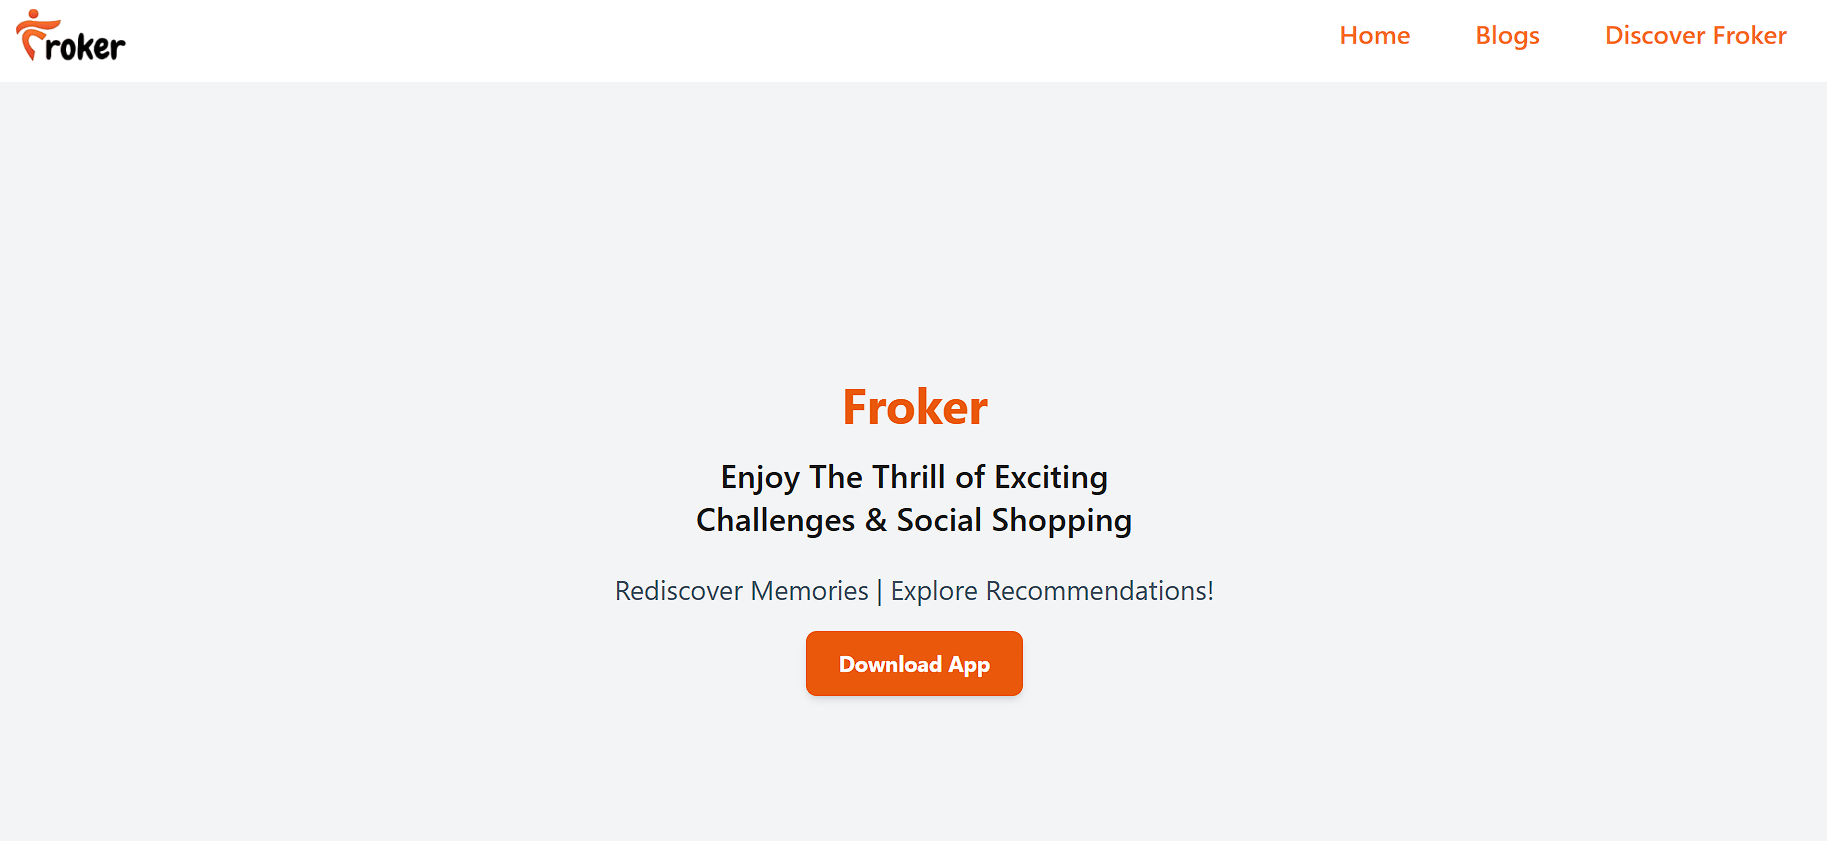 Froker
Home
Blogs
Discover Froker
Froker
Enjoy The Thrill of Exciting
Challenges & Social Shopping
Rediscover Memories | Explore Recommendations!
Download App